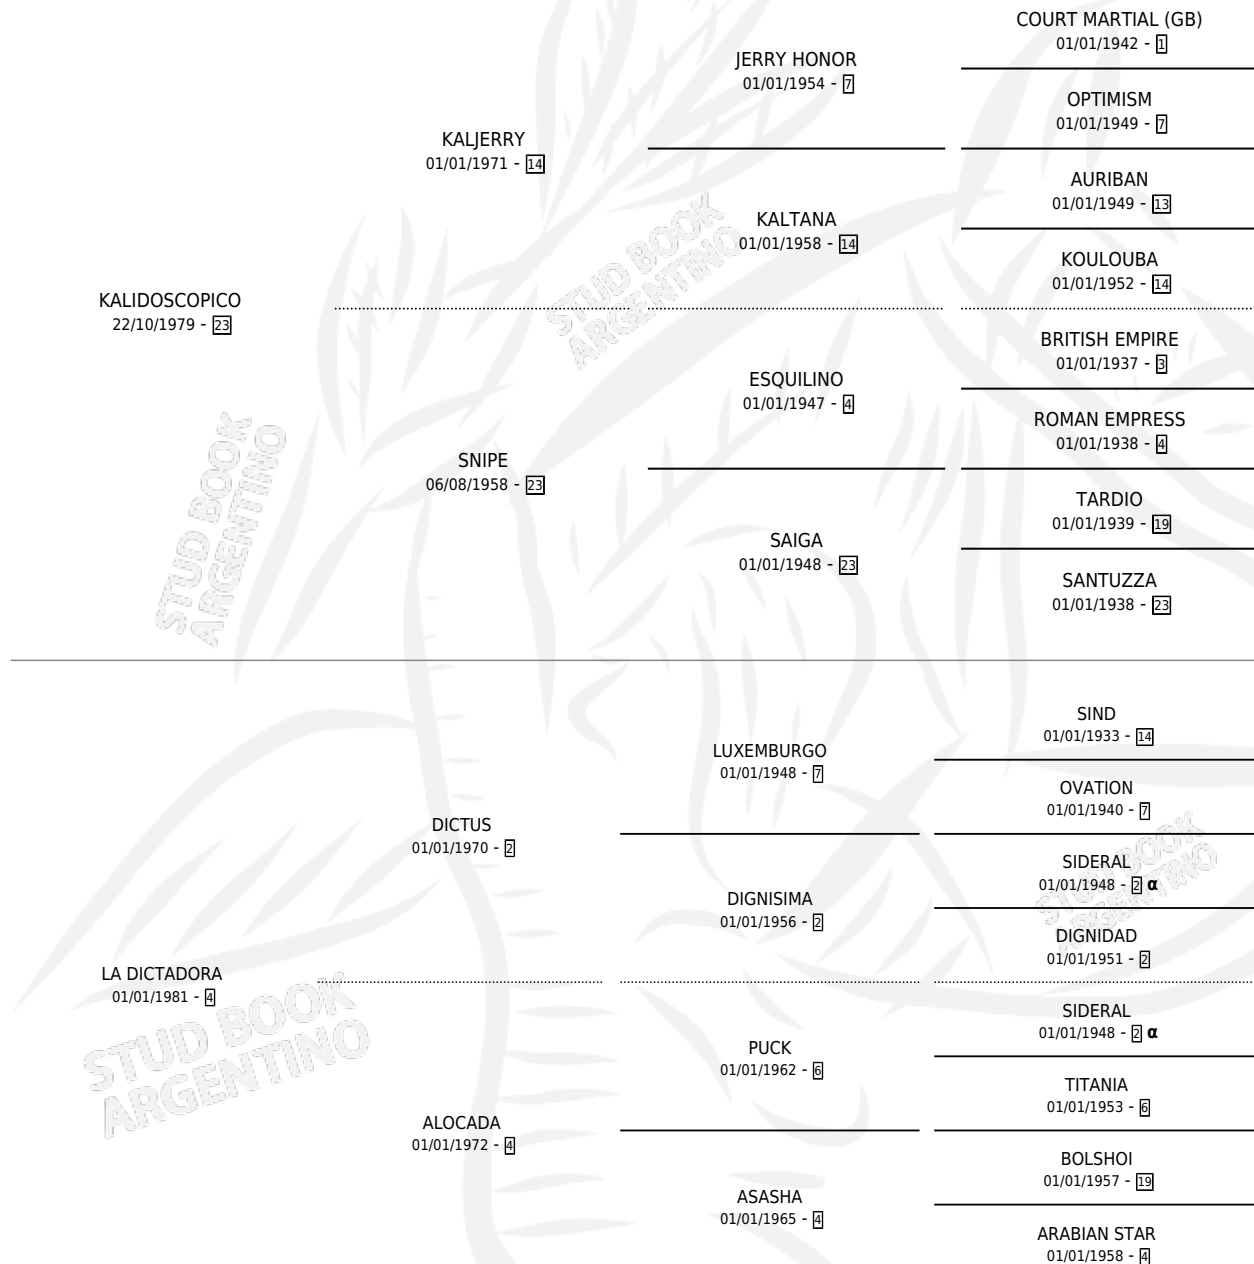 COURT MARTIAL (GB)
01/01/1942 - 1
JERRY HONOR
01/01/1954 - 7
OPTIMISM
01/01/1949 - 7
KALJERRY
01/01/1971 - 14
AURIBAN
01/01/1949 - 13
KALTANA
01/01/1958 - 14
KOULOUBA
01/01/1952 - 14
KALIDOSCOPICO
22/10/1979 - 23
BRITISH EMPIRE
01/01/1937 - 3
ESQUILINO
01/01/1947 - 4
ROMAN EMPRESS
01/01/1938 - 4
SNIPE
06/08/1958 - 23
TARDIO
01/01/1939 - 19
SAIGA
01/01/1948 - 23
SANTUZZA
01/01/1938 - 23
SIND
01/01/1933 - 14
LUXEMBURGO
01/01/1948 - 7
OVATION
01/01/1940 - 7
DICTUS
01/01/1970 - 2
SIDERAL
01/01/1948 - 2 α
DIGNISIMA
01/01/1956 - 2
DIGNIDAD
01/01/1951 - 2
LA DICTADORA
01/01/1981 - 4
SIDERAL
01/01/1948 - 2 α
PUCK
01/01/1962 - 6
TITANIA
01/01/1953 - 6
ALOCADA
01/01/1972 - 4
BOLSHOI
01/01/1957 - 19
ASASHA
01/01/1965 - 4
ARABIAN STAR
01/01/1958 - 4
STUD BOOK
ARGENTINO
STUD BOOK
ARGENTINO
STUD BOOK
ARGENTINO
STUD BOOK
ARGENTINO